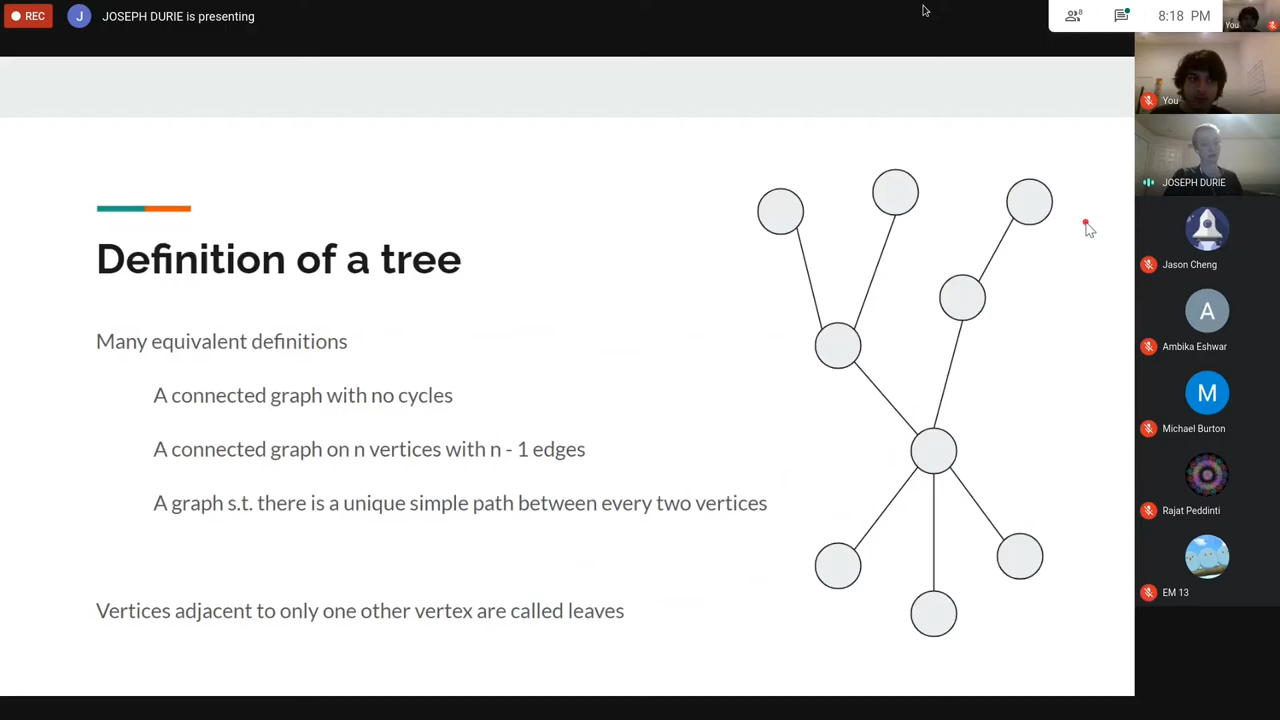 REC
J
JOSEPH DURIE is presenting
8
8:18 PM
You
You
JOSEPH DURIE
Jason Cheng
A
Ambika Eshwar
M
Michael Burton
Rajat Peddinti
EM 13
Definition of a tree
Many equivalent definitions
A connected graph with no cycles
A connected graph on n vertices with n - 1 edges
A graph s.t. there is a unique simple path between every two vertices
Vertices adjacent to only one other vertex are called leaves